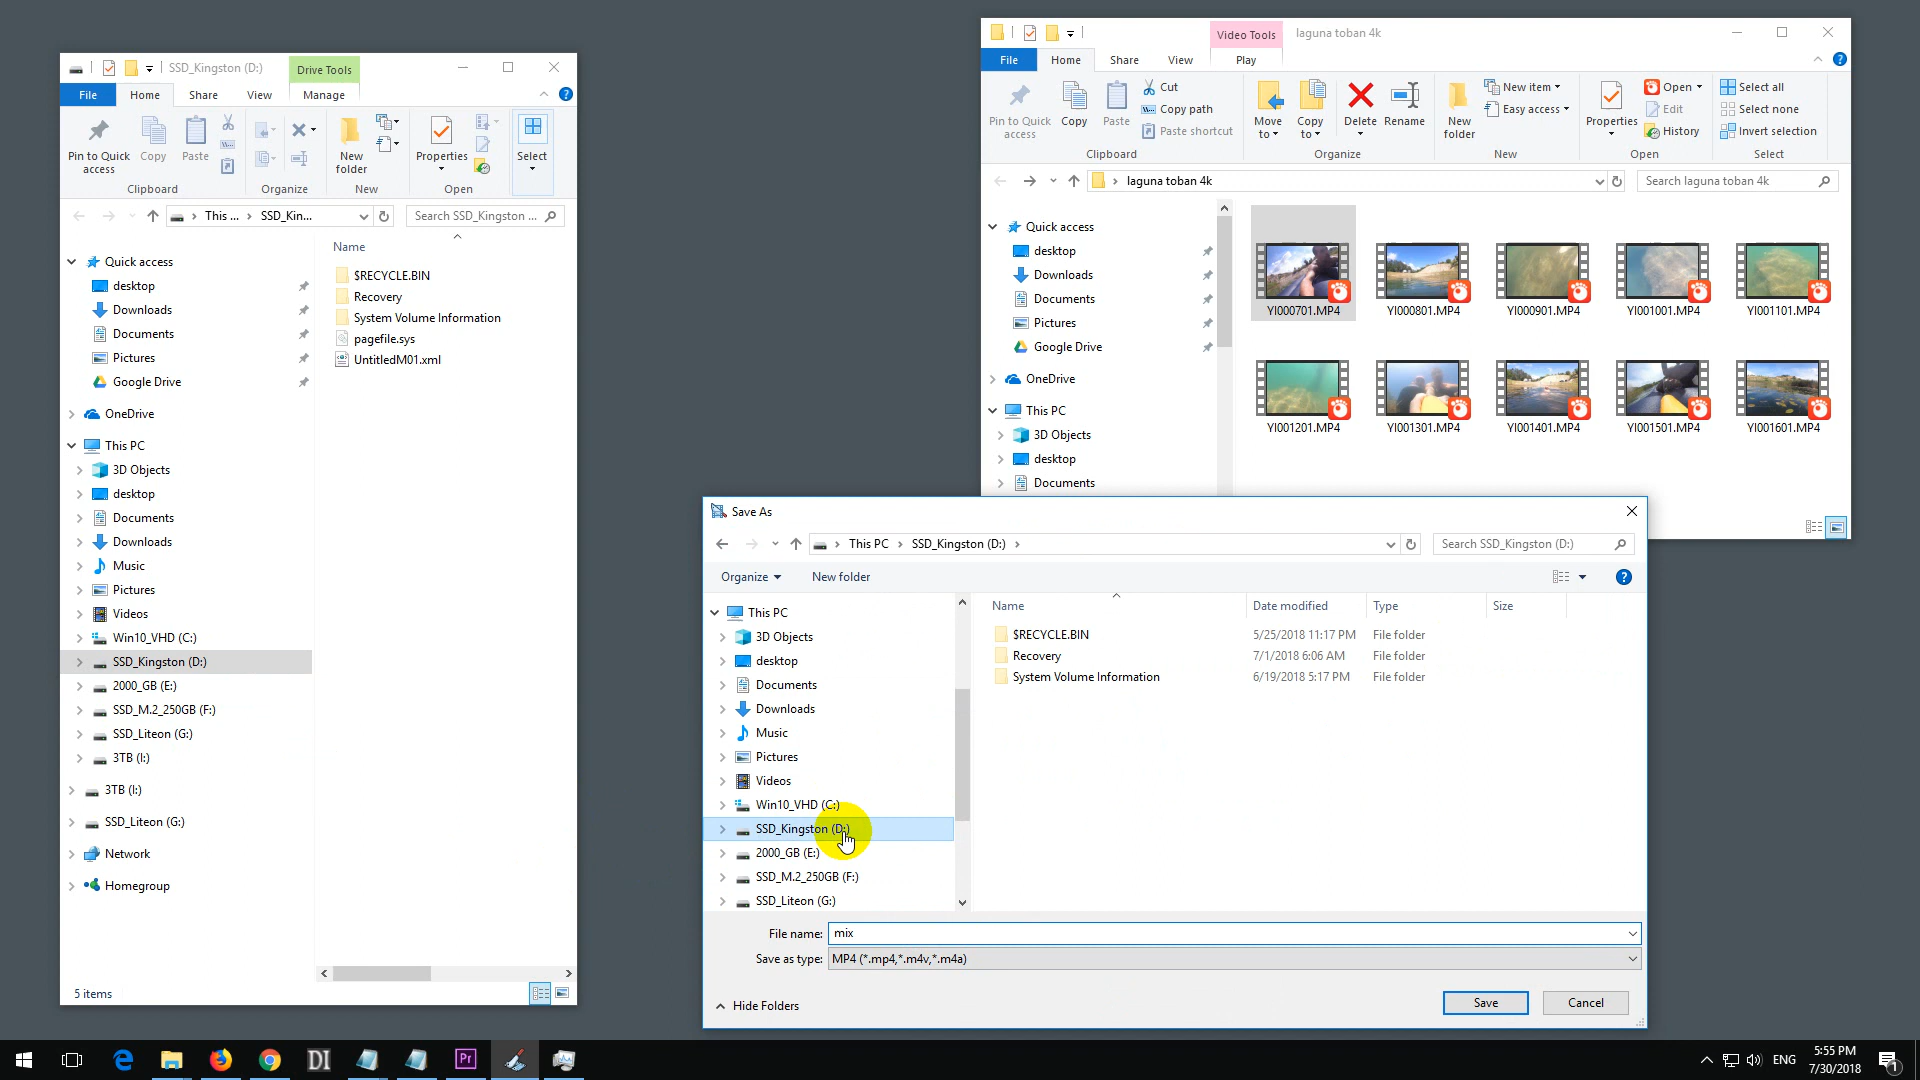 SSD_Kingston (D:)
Drive Tools
File
Home
Share
View
Manage
Pin to Quick access
Copy
Paste
New folder
Properties
Select
Clipboard
Organize
New
Open
This ...
SSD_Kin...
Search SSD_Kingston ...
Quick access
desktop
Downloads
Documents
Pictures
Google Drive
OneDrive
This PC
3D Objects
desktop
Documents
Downloads
Music
Pictures
Videos
Win10_VHD (C:)
SSD_Kingston (D:)
2000_GB (E:)
SSD_M.2_250GB (F:)
SSD_Liteon (G:)
3TB (I:)
3TB (I:)
SSD_Liteon (G:)
Network
Homegroup
Name
$RECYCLE.BIN
Recovery
System Volume Information
pagefile.sys
UntitledM01.xml
5 items
Video Tools
laguna toban 4k
File
Home
Share
View
Play
Pin to Quick access
Copy
Paste
Cut
Copy path
Paste shortcut
Move to
Copy to
Delete
Rename
New folder
New item
Easy access
Properties
Open
Edit
History
Select all
Select none
Invert selection
Clipboard
Organize
New
Open
Select
laguna toban 4k
Search laguna toban 4k
Quick access
desktop
Downloads
Documents
Pictures
Google Drive
OneDrive
This PC
3D Objects
desktop
Documents
YI000701.MP4
YI000801.MP4
YI000901.MP4
YI001001.MP4
YI001101.MP4
YI001201.MP4
YI001301.MP4
YI001401.MP4
YI001501.MP4
YI001601.MP4
Save As
This PC
SSD_Kingston (D:)
Search SSD_Kingston (D:)
Organize
New folder
This PC
3D Objects
desktop
Documents
Downloads
Music
Pictures
Videos
Win10_VHD (C:)
SSD_Kingston (D:)
2000_GB (E:)
SSD_M.2_250GB (F:)
SSD_Liteon (G:)
Name
Date modified
Type
Size
$RECYCLE.BIN 5/25/2018 11:17 PM File folder
Recovery 7/1/2018 6:06 AM File folder
System Volume Information 6/19/2018 5:17 PM File folder
File name: mix
Save as type: MP4 (*.mp4,*.m4v,*.m4a)
Hide Folders
Save
Cancel
DI
Pr
ENG
5:55 PM
7/30/2018
1